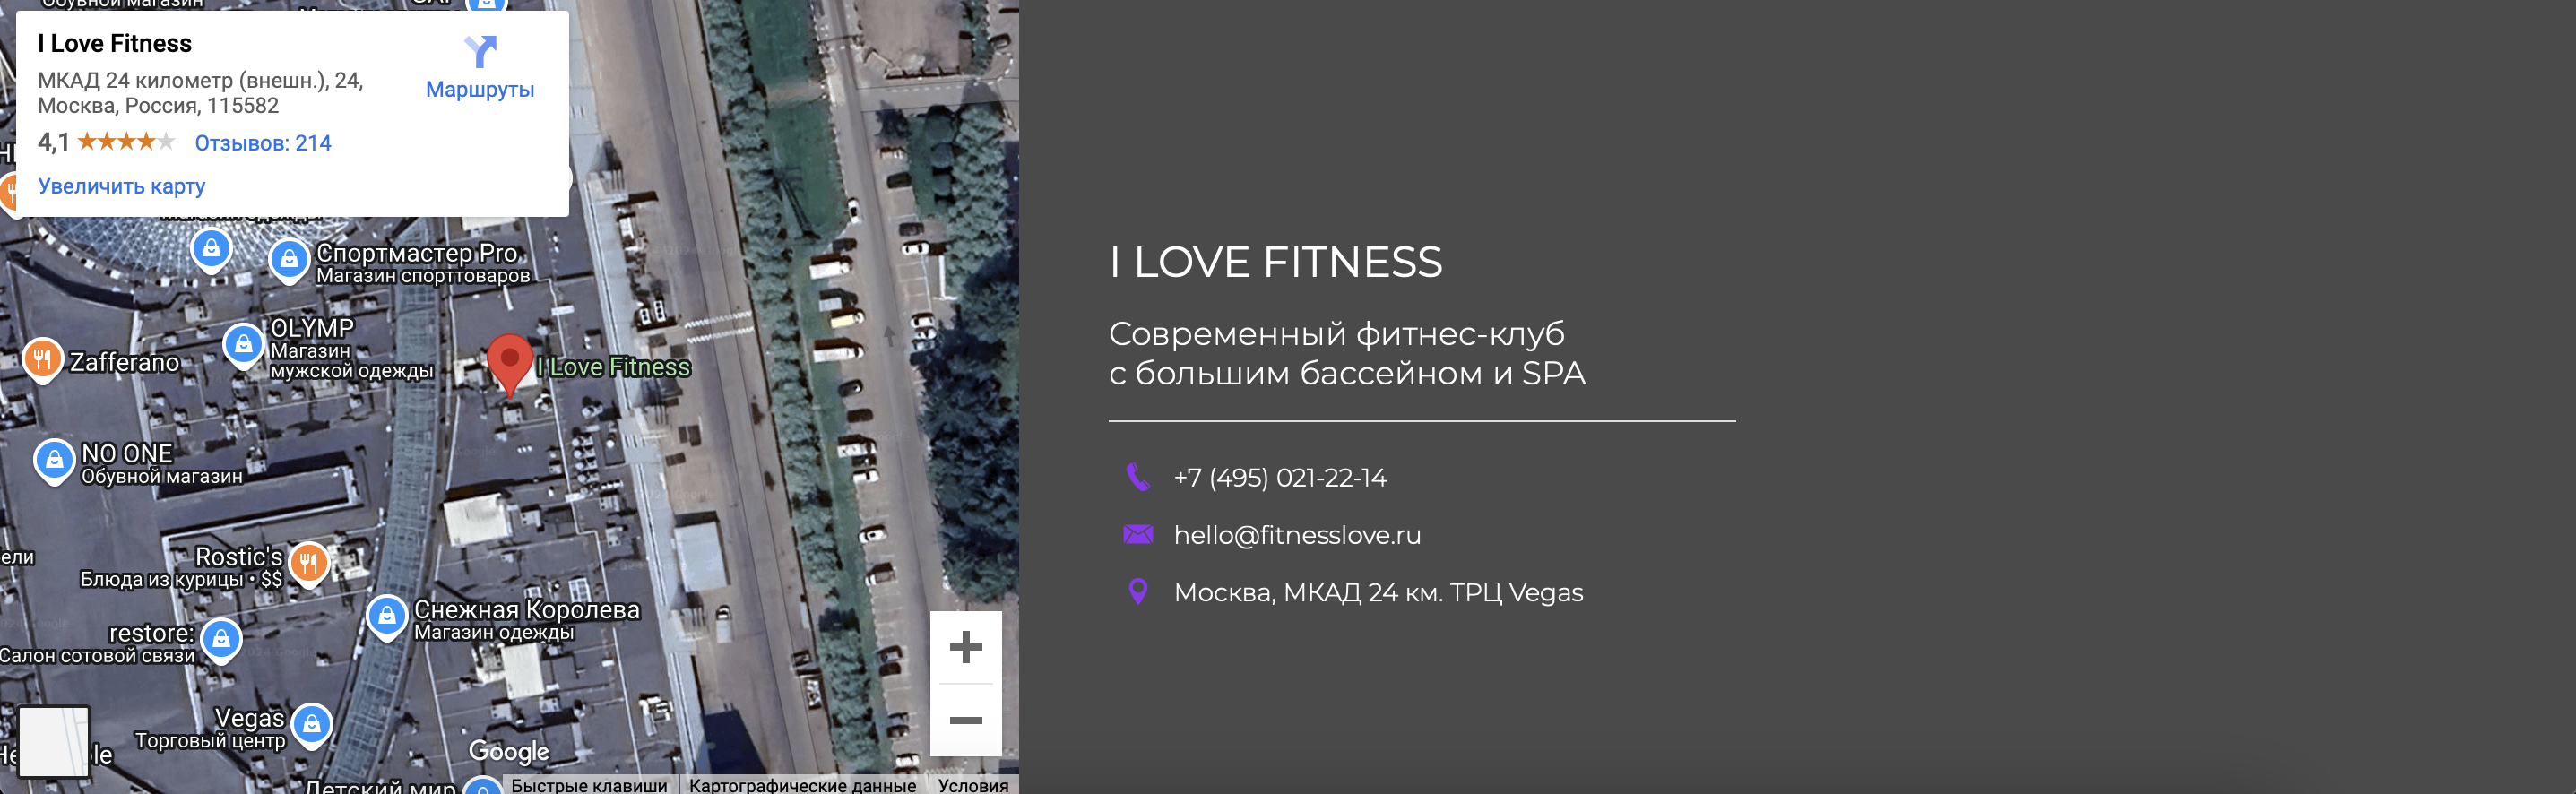 Обувной магазин
I Love Fitness
МКАД 24 километр (внешн.), 24,
Москва, Россия, 115582
Маршруты
4,1
Отзывов: 214
Увеличить карту
Спортмастер Pro
Магазин спорттоваров
OLYMP
Магазин
мужской одежды
Zafferano
I Love Fitness
NO ONE
Обувной магазин
ели
Rostic's
Блюда из курицы • $$
Снежная Королева
Магазин одежды
restore:
Салон сотовой связи
Vegas
Торговый центр
Google
Детский мир
Быстрые клавиши
Картографические данные
Условия
I LOVE FITNESS
Современный фитнес-клуб
с большим бассейном и SPA
+7 (495) 021-22-14
hello@fitnesslove.ru
Москва, МКАД 24 км. ТРЦ Vegas